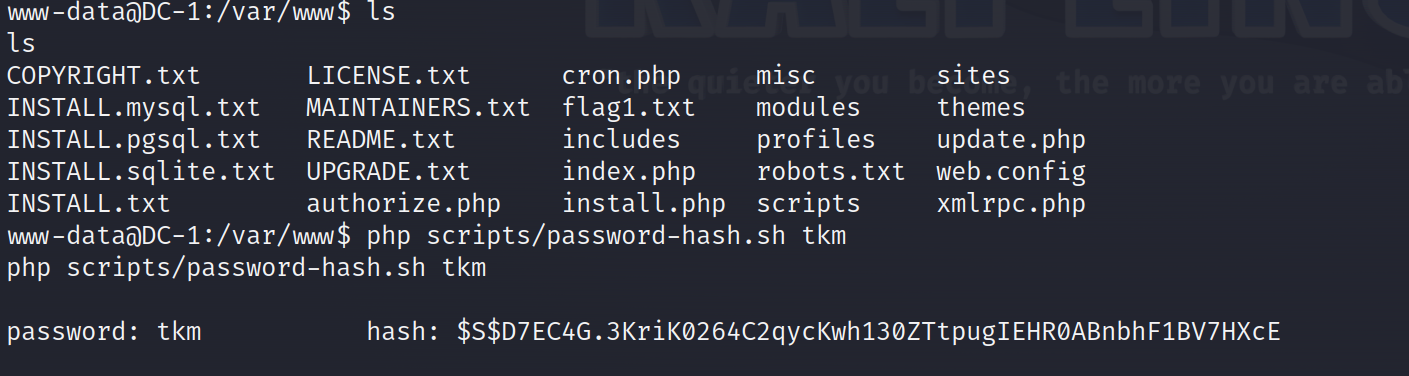 www-data@DC-1:/var/www$ ls
ls
COPYRIGHT.txt LICENSE.txt cron.php misc sites
INSTALL.mysql.txt MAINTAINERS.txt flag1.txt modules themes
INSTALL.pgsql.txt README.txt includes profiles update.php
INSTALL.sqlite.txt UPGRADE.txt index.php robots.txt web.config
INSTALL.txt authorize.php install.php scripts xmlrpc.php
www-data@DC-1:/var/www$ php scripts/password-hash.sh tkm
php scripts/password-hash.sh tkm
password: tkm hash: $S$D7EC4G.3KriK0264C2qycKwh130ZTtpugIEHR0ABnbhF1BV7HXcE
KALI LINUX
the quieter you become, the more you are ab